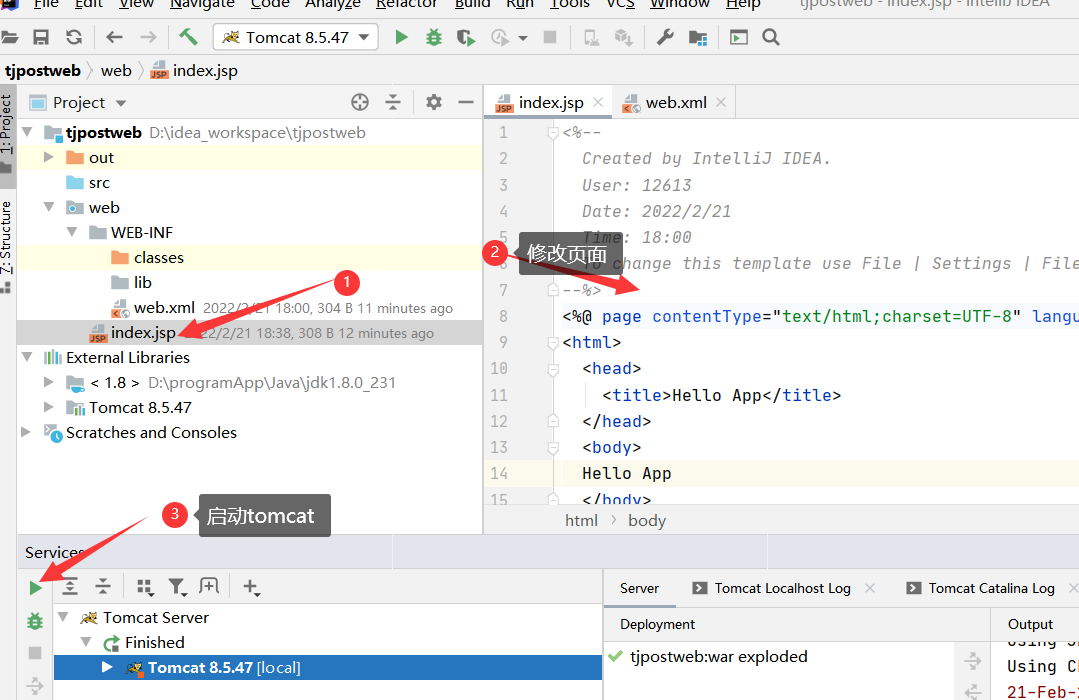 File Edit View Navigate Code Analyze Refactor Build Run Tools VCS Window Help tjpostweb - index.jsp - IntelliJ IDEA
Tomcat 8.5.47
tjpostweb web index.jsp
1: Project
Z: Structure
Project
tjpostweb D:\idea_workspace\tjpostweb
out
src
web
WEB-INF
classes
lib
web.xml 2022/2/21 18:00, 304 B 11 minutes ago
index.jsp 2022/2/21 18:38, 308 B 12 minutes ago
External Libraries
< 1.8 > D:\programApp\Java\jdk1.8.0_231
Tomcat 8.5.47
Scratches and Consoles
1
index.jsp web.xml
1 <%--
2 Created by IntelliJ IDEA.
3 User: 12613
4 Date: 2022/2/21
5 Time: 18:00
To change this template use File | Settings | File
7 --%>
8 <%@ page contentType="text/html;charset=UTF-8" langu
9 <html>
10 <head>
11 <title>Hello App</title>
12 </head>
13 <body>
14 Hello App
15 </body>
html body
2 修改页面
3 启动tomcat
Services
Tomcat Server
Finished
Tomcat 8.5.47 [local]
Server Tomcat Localhost Log Tomcat Catalina Log
Deployment Output
tjpostweb:war exploded
Using
21-Feb-